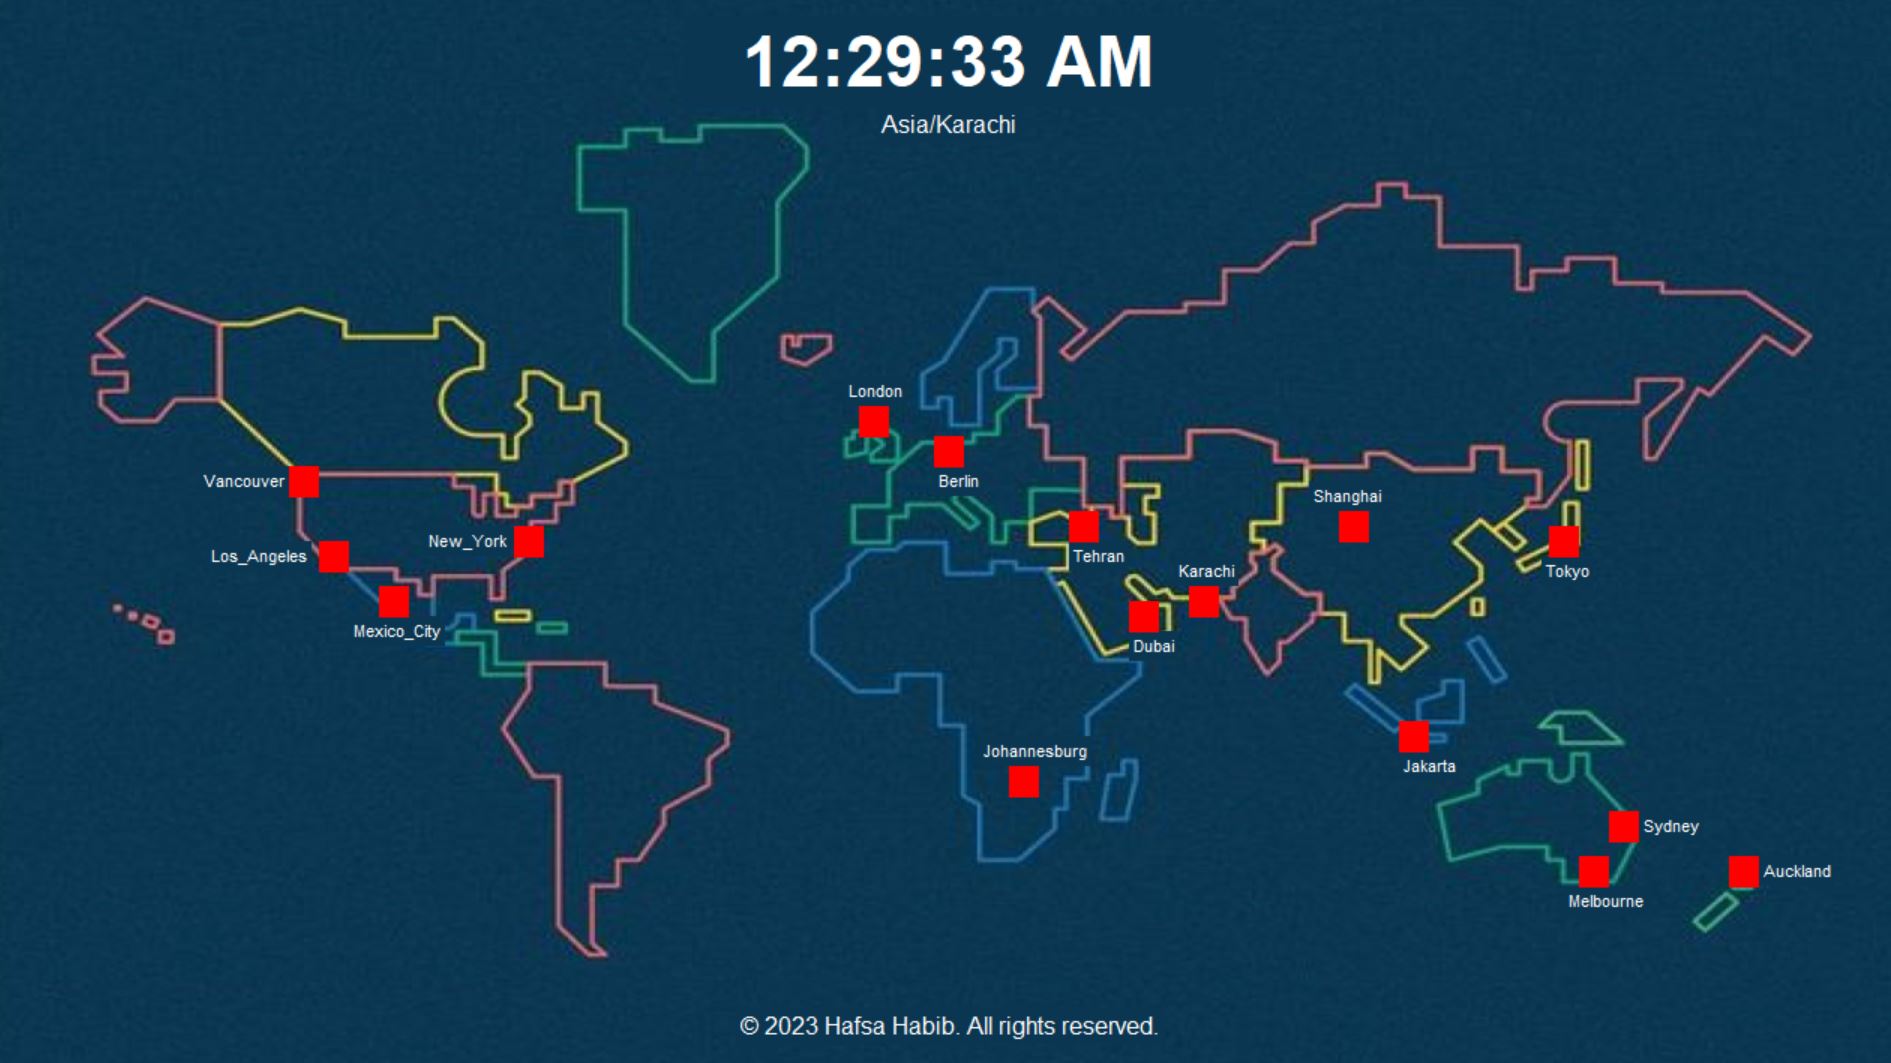 12:29:33 AM
Asia/Karachi
London
Vancouver
Berlin
Shanghai
New_York
Los_Angeles
Tehran
Karachi
Tokyo
Mexico_City
Dubai
Johannesburg
Jakarta
Sydney
Auckland
Melbourne
© 2023 Hafsa Habib. All rights reserved.